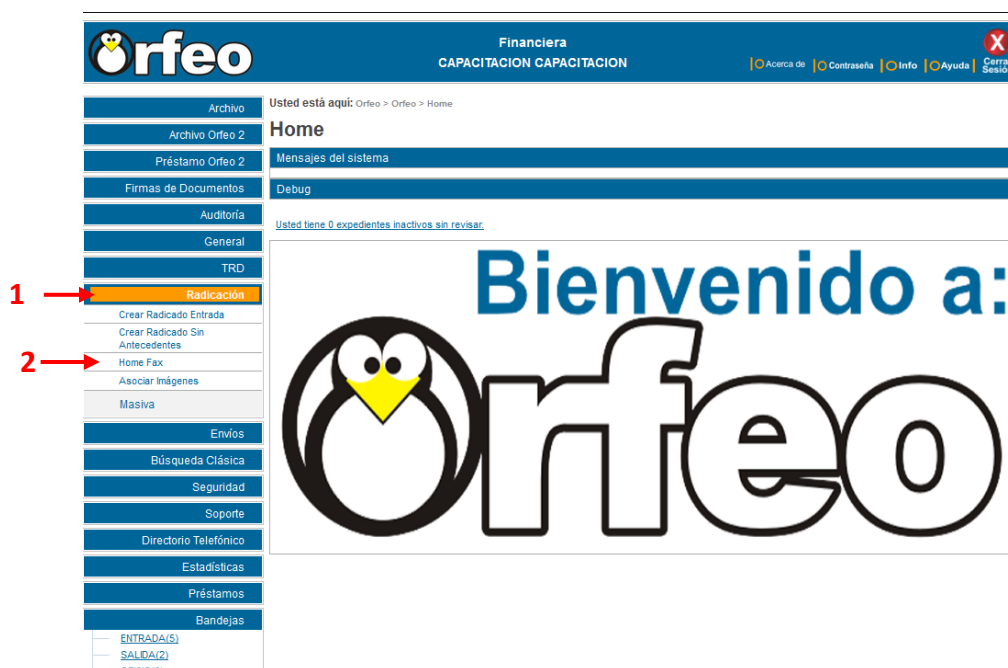 Orfeo
Financiera
CAPACITACION CAPACITACION
Acerca de
Contraseña
Info
Ayuda
X
Usted está aquí: Orfeo > Orfeo > Home
Home
Mensajes del sistema
Debug
Usted tiene 0 expedientes inactivos sin revisar.
Bienvenido a:
Orfeo
Archivo
Archivo Orfeo 2
Préstamo Orfeo 2
Firmas de Documentos
Auditoría
General
TRD
1
Radicación
Crear Radicado Entrada
Crear Radicado Sin
Antecedentes
2
Home Fax
Asociar Imágenes
Masiva
Envíos
Búsqueda Clásica
Seguridad
Soporte
Directorio Telefónico
Estadísticas
Préstamos
Bandejas
ENTRADA(5)
SALIDA(2)